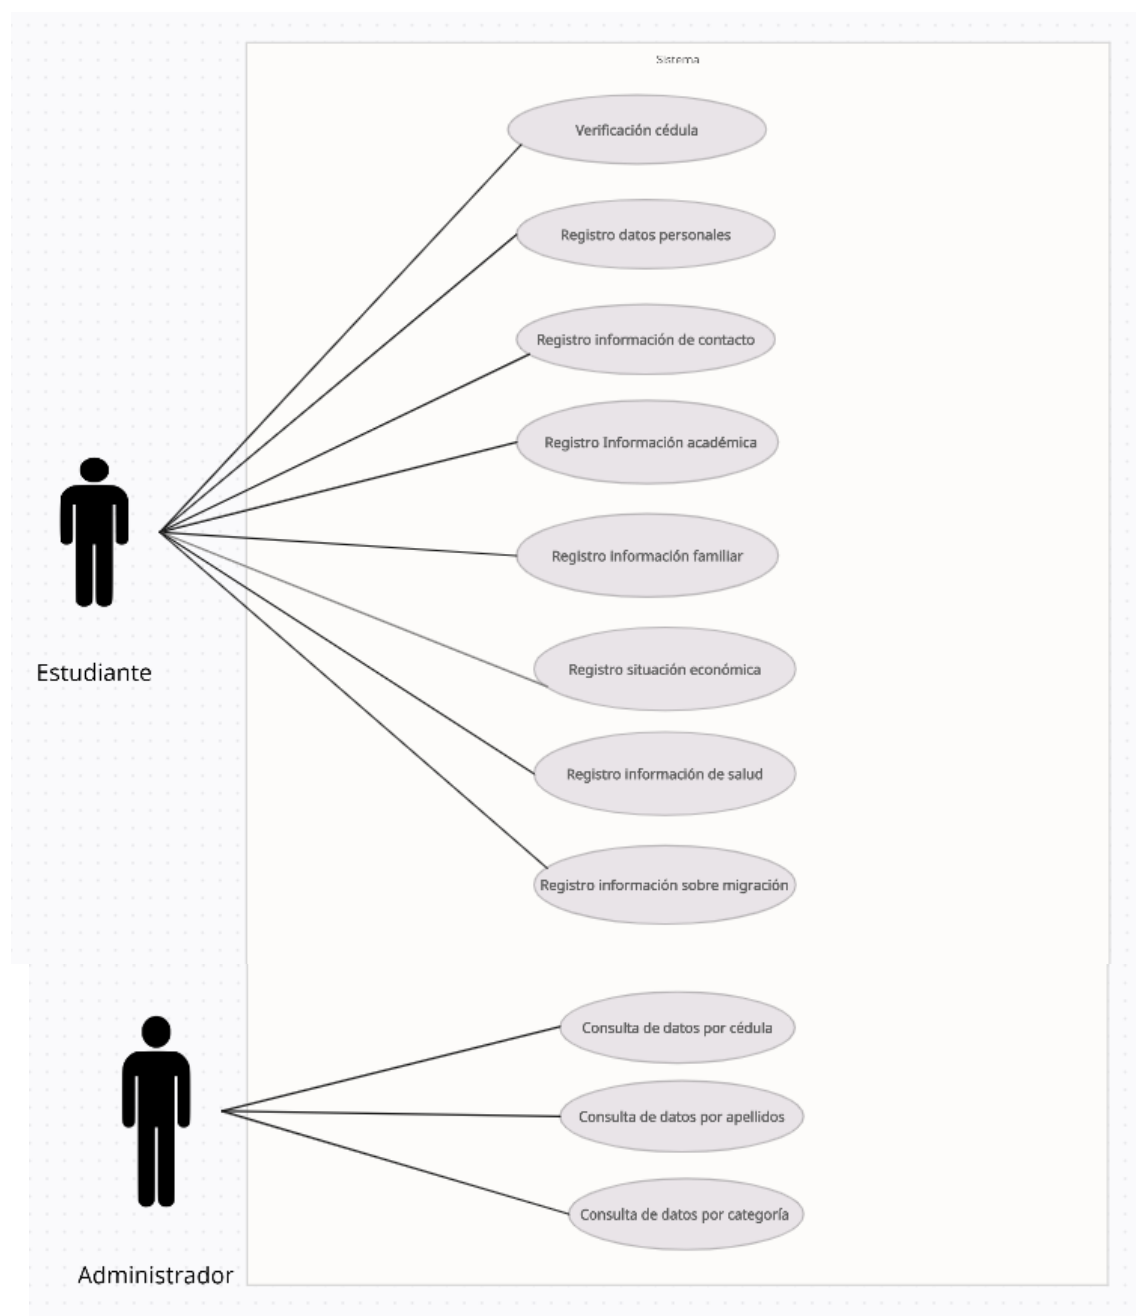 Sistema
Verificación cédula
Registro datos personales
Registro información de contacto
Registro Información académica
Registro información familiar
Registro situación económica
Estudiante
Registro información de salud
Registro información sobre migración
Consulta de datos por cédula
Consulta de datos por apellidos
Consulta de datos por categoría
Administrador